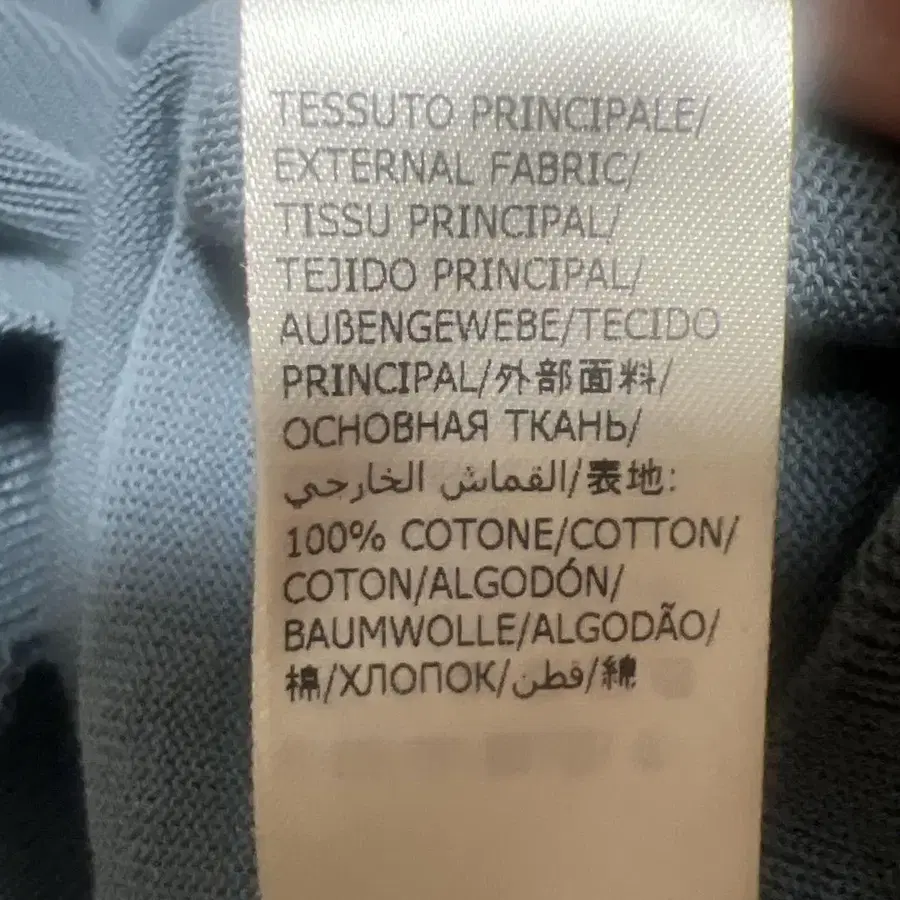 TESSUTO PRINCIPALE/
EXTERNAL FABRIC/
TISSU PRINCIPAL/
TEJIDO PRINCIPAL/
AUßENGEWEBE/TECIDO
PRINCIPAL/外部面料/
ОСНОВНАЯ ТКАНЬ/
القماش الخارجي/表地:
100% COTONE/COTTON/
COTON/ALGODÓN/
BAUMWOLLE/ALGODÃO/
棉/ХЛОПОК/قطن/綿